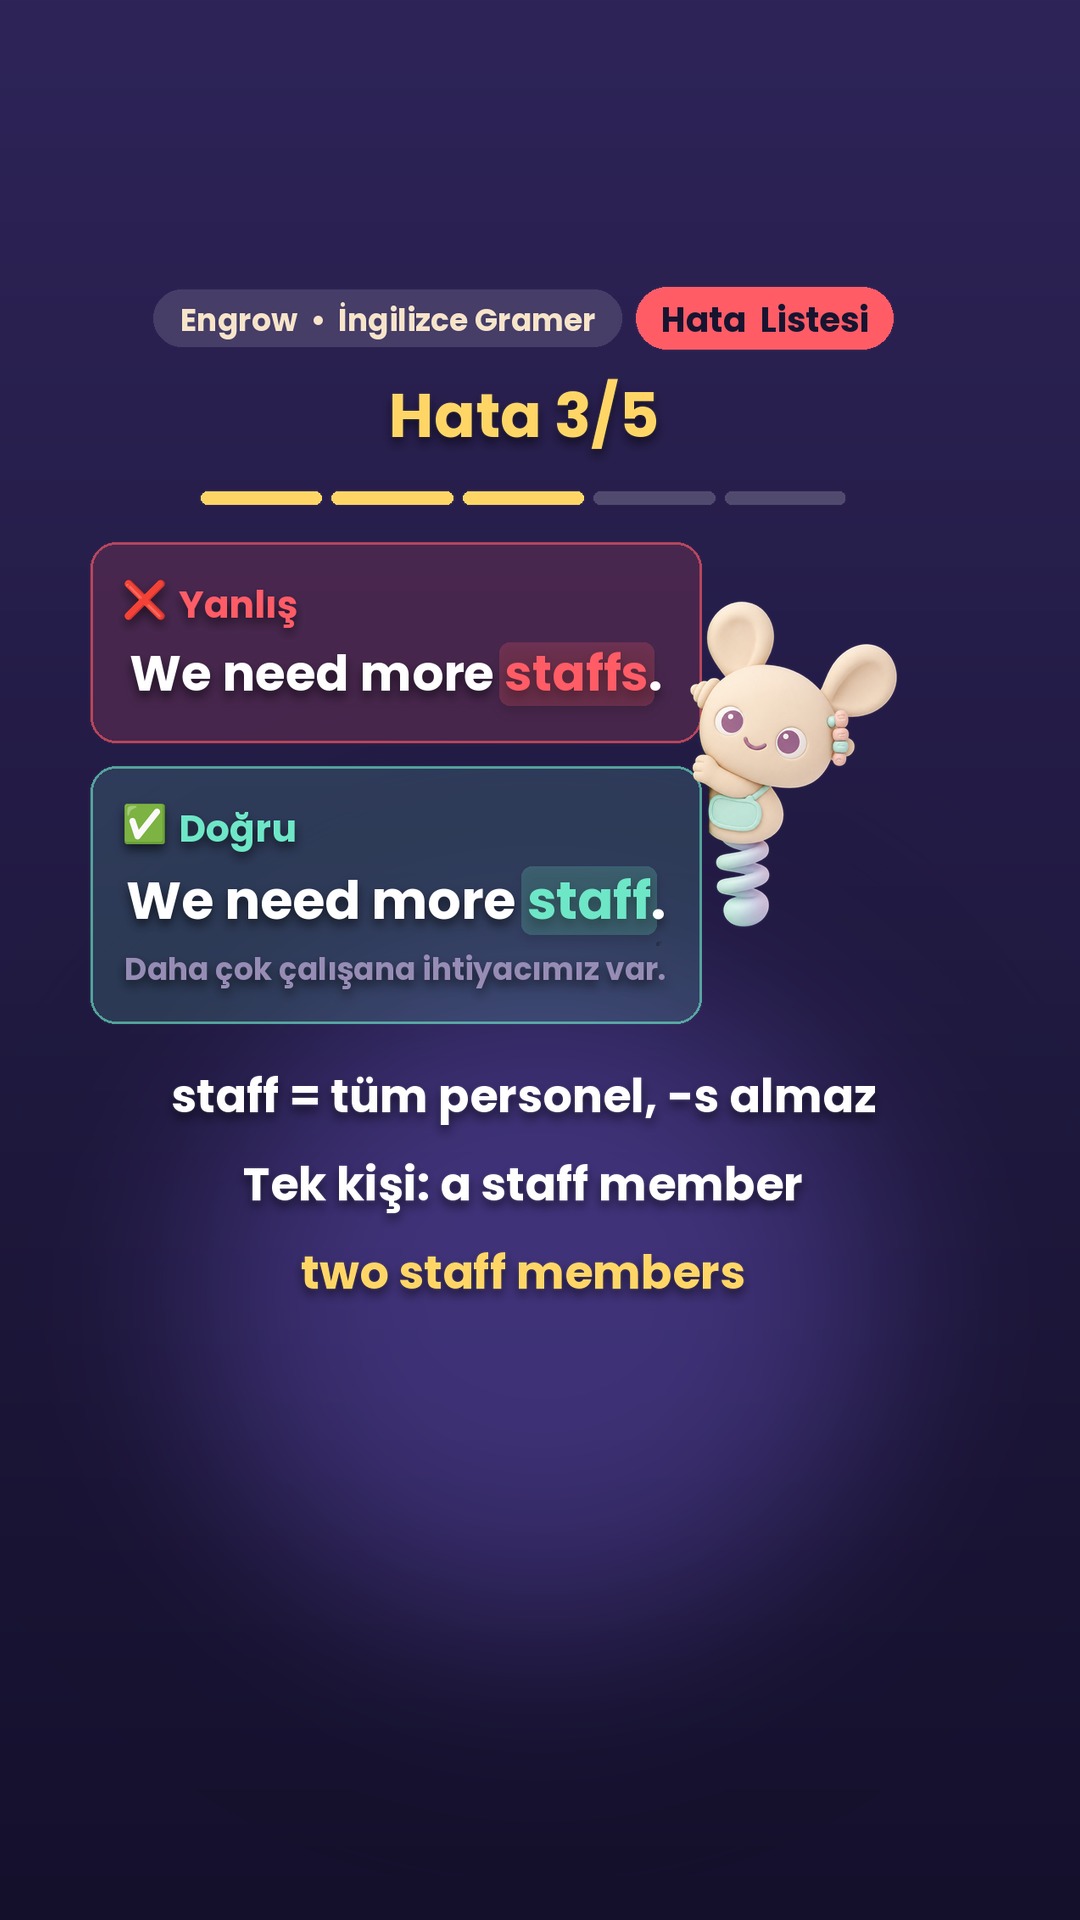 Engrow • İngilizce Gramer
Hata Listesi
Hata 3/5
❌ Yanlış
We need more staffs.
✅ Doğru
We need more staff.
Daha çok çalışana ihtiyacımız var.
staff = tüm personel, -s almaz
Tek kişi: a staff member
two staff members